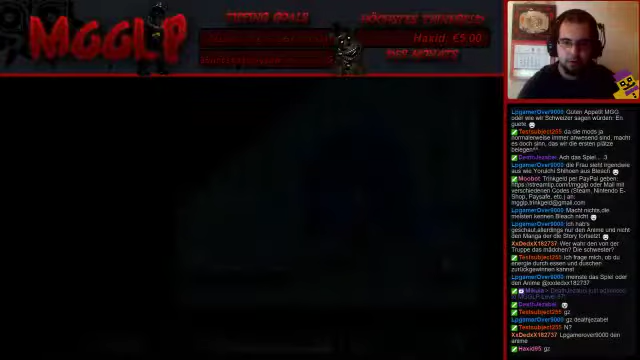 MGGLP
TIPPING GOALS
HÖCHSTES TRINKGELD
Haxid, €5.00
DES MONATS
LpgamerOver9000 Guten Appetit MGG
oder wie wir Schweizer sagen würden: En
guete
Testsubject255 da die mods ja
normalerweise immer anwesend sind, macht
es doch sinn, das wir die ersten plätze
belegen^^
DeathJezabel Ach das Spiel... :3
LpgamerOver9000 die Frau sieht irgendwie
aus wie Yoruichi Shihoen aus Bleach
Moobot: Trinkgeld per PayPal geben:
https://streamtip.com/t/mgglp oder Mail mit
verschiedenen Codes (Steam, Nintendo E-
Shop, Paysafe, etc.) an:
mgglp.trinkgeld@gmail.com
LpgamerOver9000 Macht nichts,die
meisten kennen Bleach nicht
LpgamerOver9000 Ich hab's
geschaut,allerdings nur den Anime und nicht
den Manga der die Story fortsetzt
XxDedxX182737 Wer wahr den von der
Truppe das mädchen? Die schwester?
Testsubject255 Ich frage mich, ob du
energie durch essen und duschen
zurückgewinnen kannst
LpgamerOver9000 meinst das Spiel oder
den Anime @xxdedxx182737
DeathJezabel
Testsubject255 gz
LpgamerOver9000 gz deathjezabel
Testsubject255 N?
XxDedxX182737 Lpgamerover9000 den
anime
Haxid95 gz